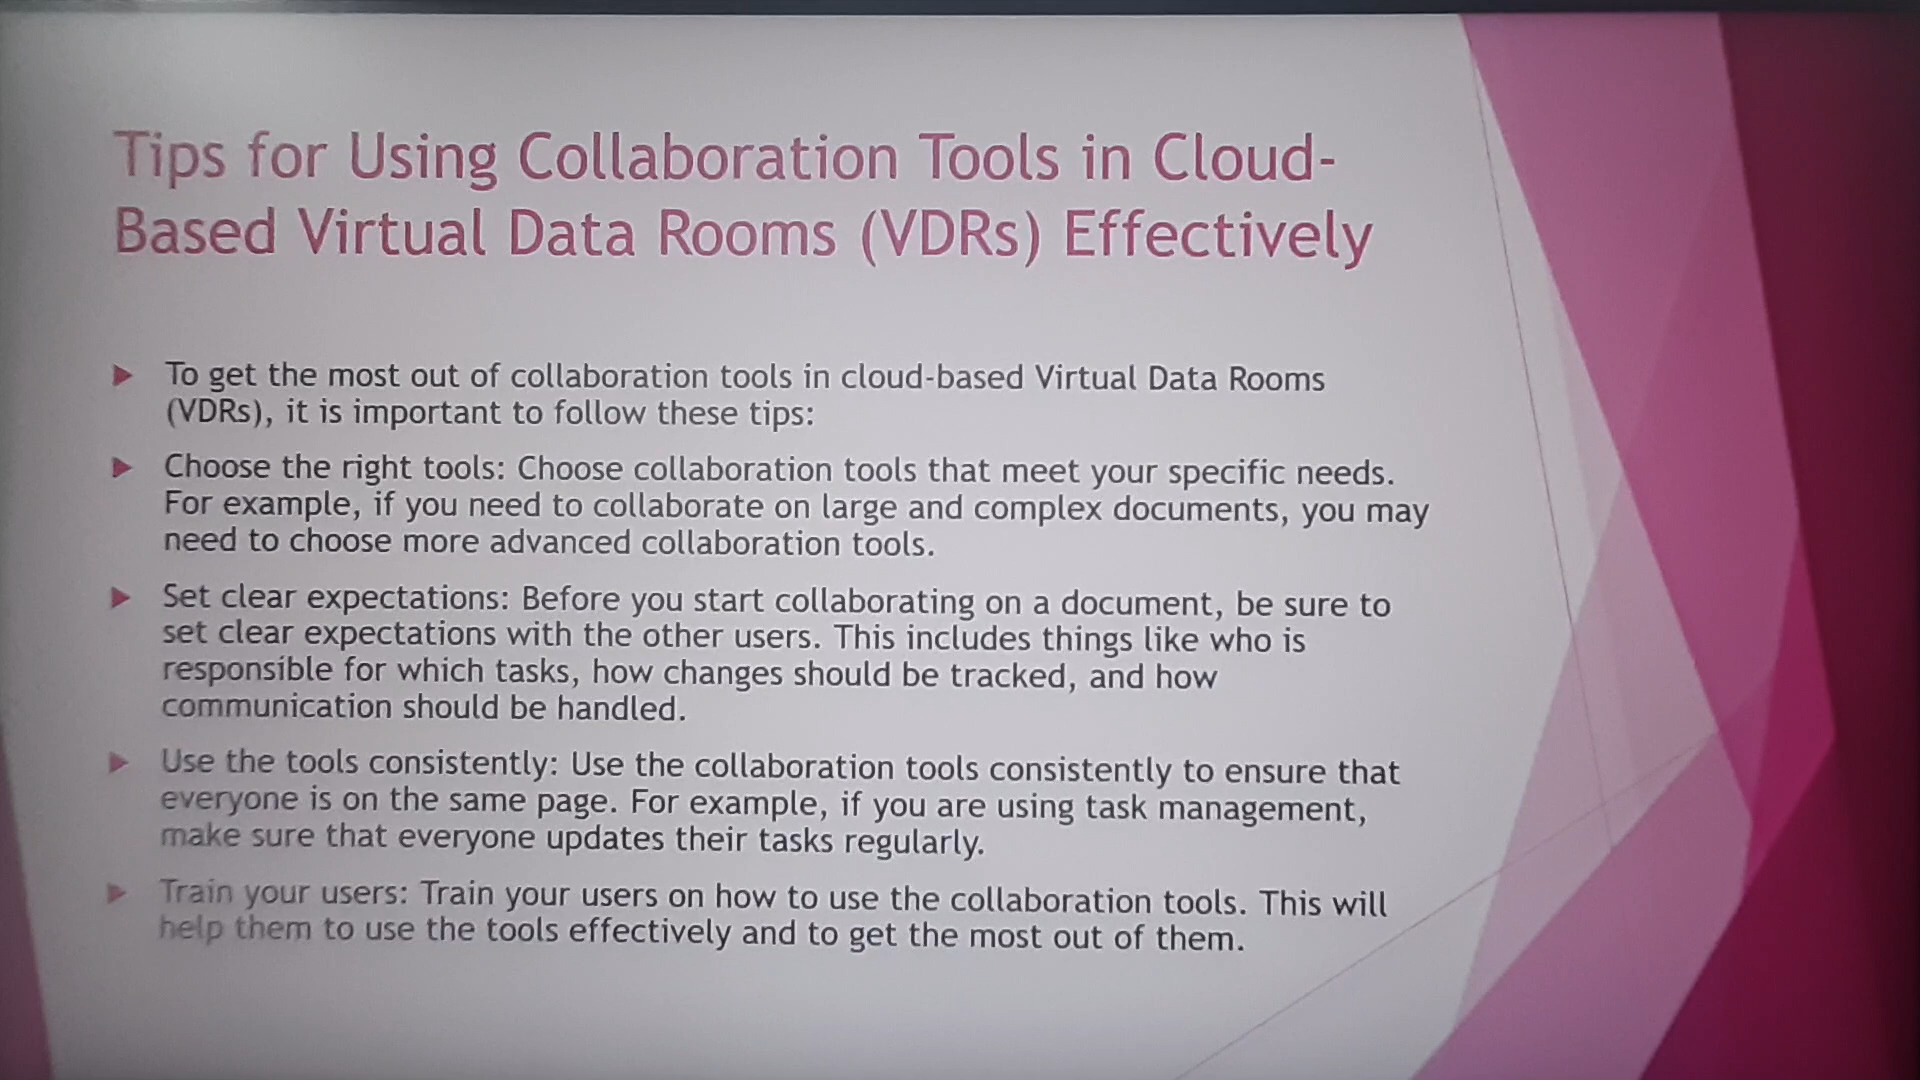 Tips for Using Collaboration Tools in Cloud-
Based Virtual Data Rooms (VDRs) Effectively
To get the most out of collaboration tools in cloud-based Virtual Data Rooms
(VDRs), it is important to follow these tips:
Choose the right tools: Choose collaboration tools that meet your specific needs.
For example, if you need to collaborate on large and complex documents, you may
need to choose more advanced collaboration tools.
Set clear expectations: Before you start collaborating on a document, be sure to
set clear expectations with the other users. This includes things like who is
responsible for which tasks, how changes should be tracked, and how
communication should be handled.
Use the tools consistently: Use the collaboration tools consistently to ensure that
everyone is on the same page. For example, if you are using task management,
make sure that everyone updates their tasks regularly.
Train your users: Train your users on how to use the collaboration tools. This will
help them to use the tools effectively and to get the most out of them.